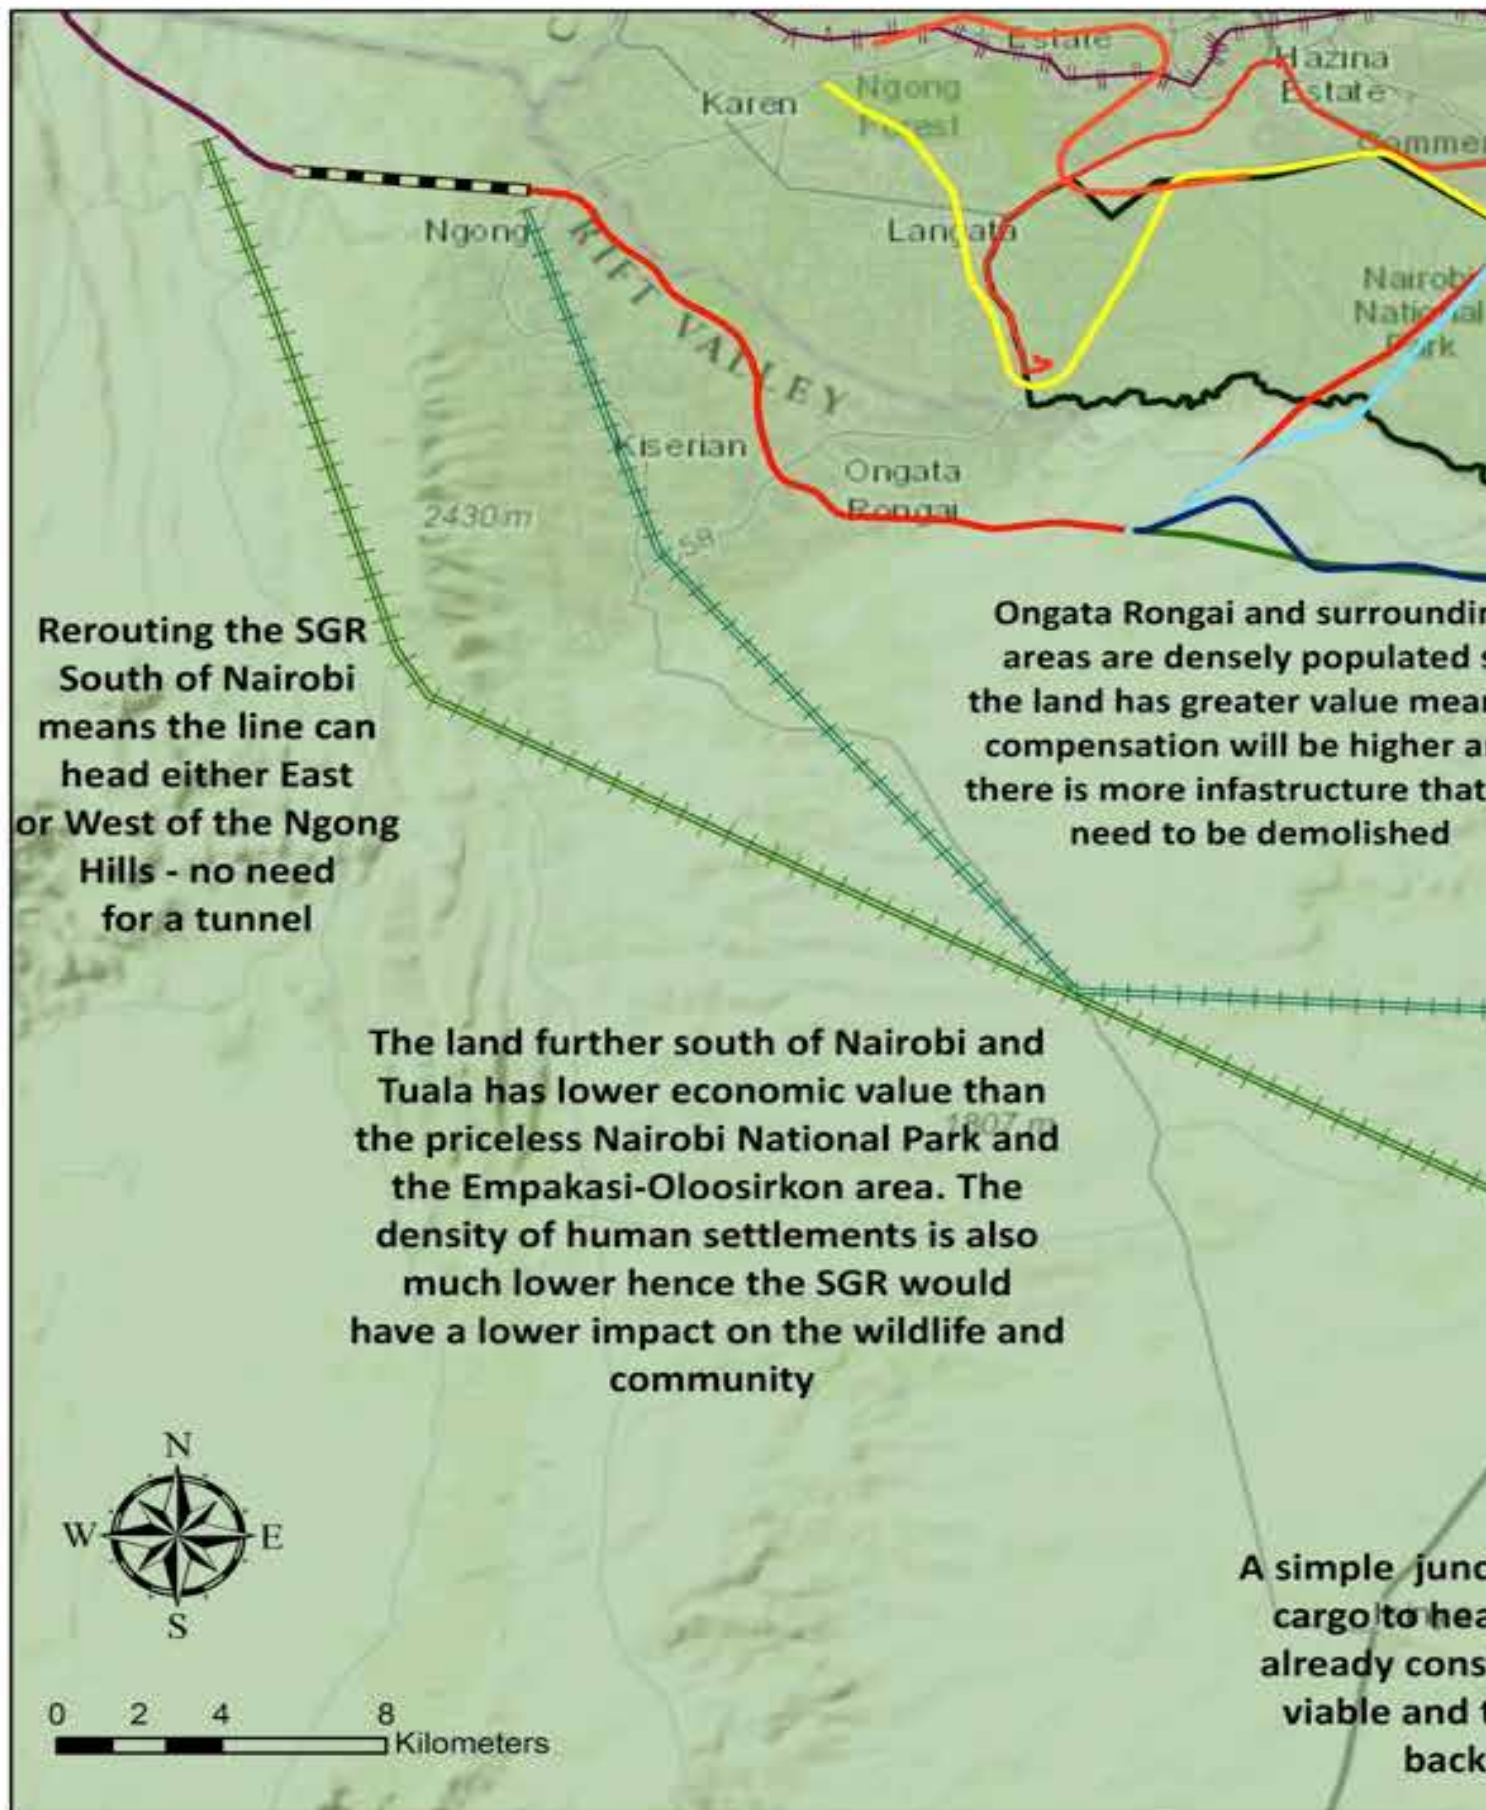 Estate
Hazina
Estate
Karen
Ngong
Forest
Commer
Ngong
Langata
RIFT VALLEY
Nairobi
National
Park
Kiserian
Ongata
Rongai
2430 m
58
Rerouting the SGR
South of Nairobi
means the line can
head either East
or West of the Ngong
Hills - no need
for a tunnel
Ongata Rongai and surroundin
areas are densely populated s
the land has greater value mean
compensation will be higher a
there is more infastructure that
need to be demolished
The land further south of Nairobi and
Tuala has lower economic value than
the priceless Nairobi National Park and
the Empakasi-Oloosirkon area. The
density of human settlements is also
much lower hence the SGR would
have a lower impact on the wildlife and
community
1807 m
N
W E
S
A simple junc
cargo to hea
already cons
viable and t
back
0 2 4 8
Kilometers